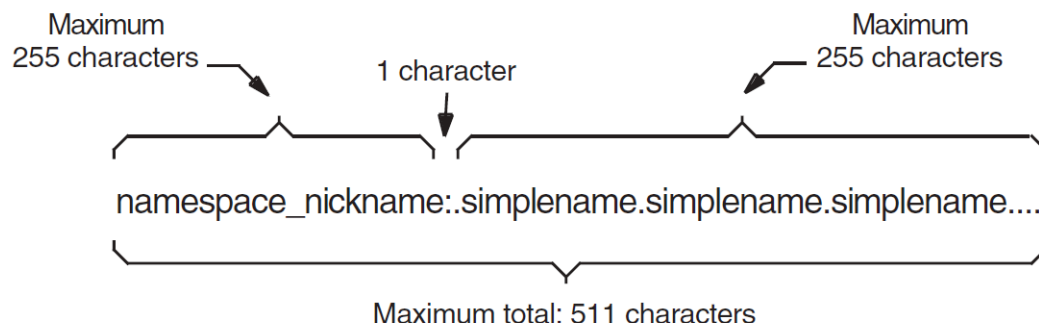 Maximum
255 characters
1 character
Maximum
255 characters
namespace_nickname:.simplename.simplename.simplename....
Maximum total: 511 characters